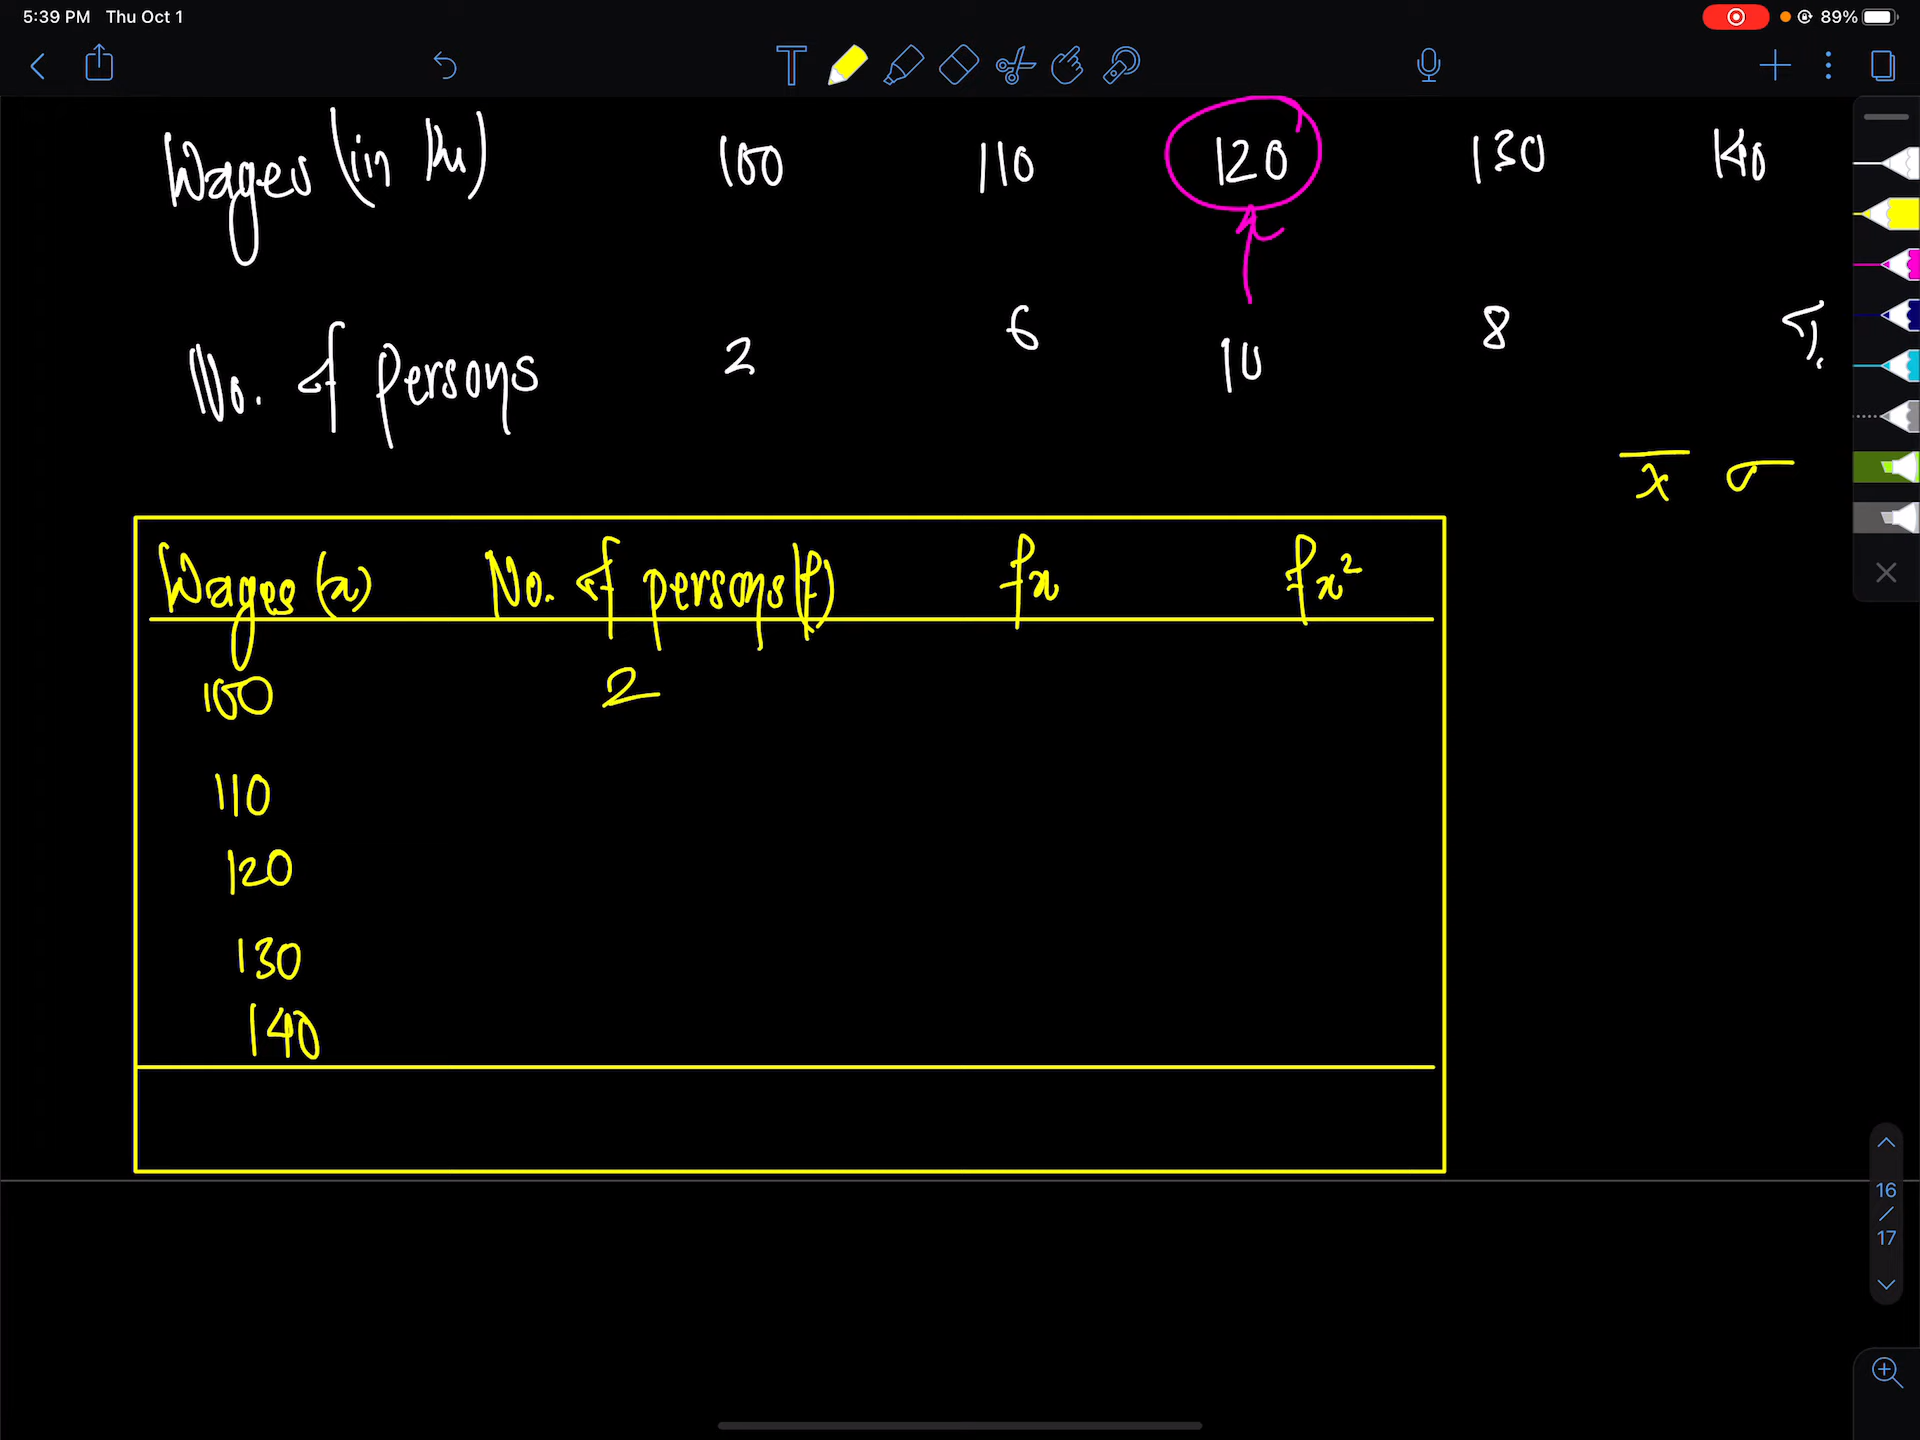 5:39 PM Thu Oct 1 89%
Wages (in Rs) 100 110 120 130 140
No. of persons 2 6 10 8
x̄ σ
Wages (x) No. of persons (f) fx fx²
100 2
110
120
130
140
16
/
17